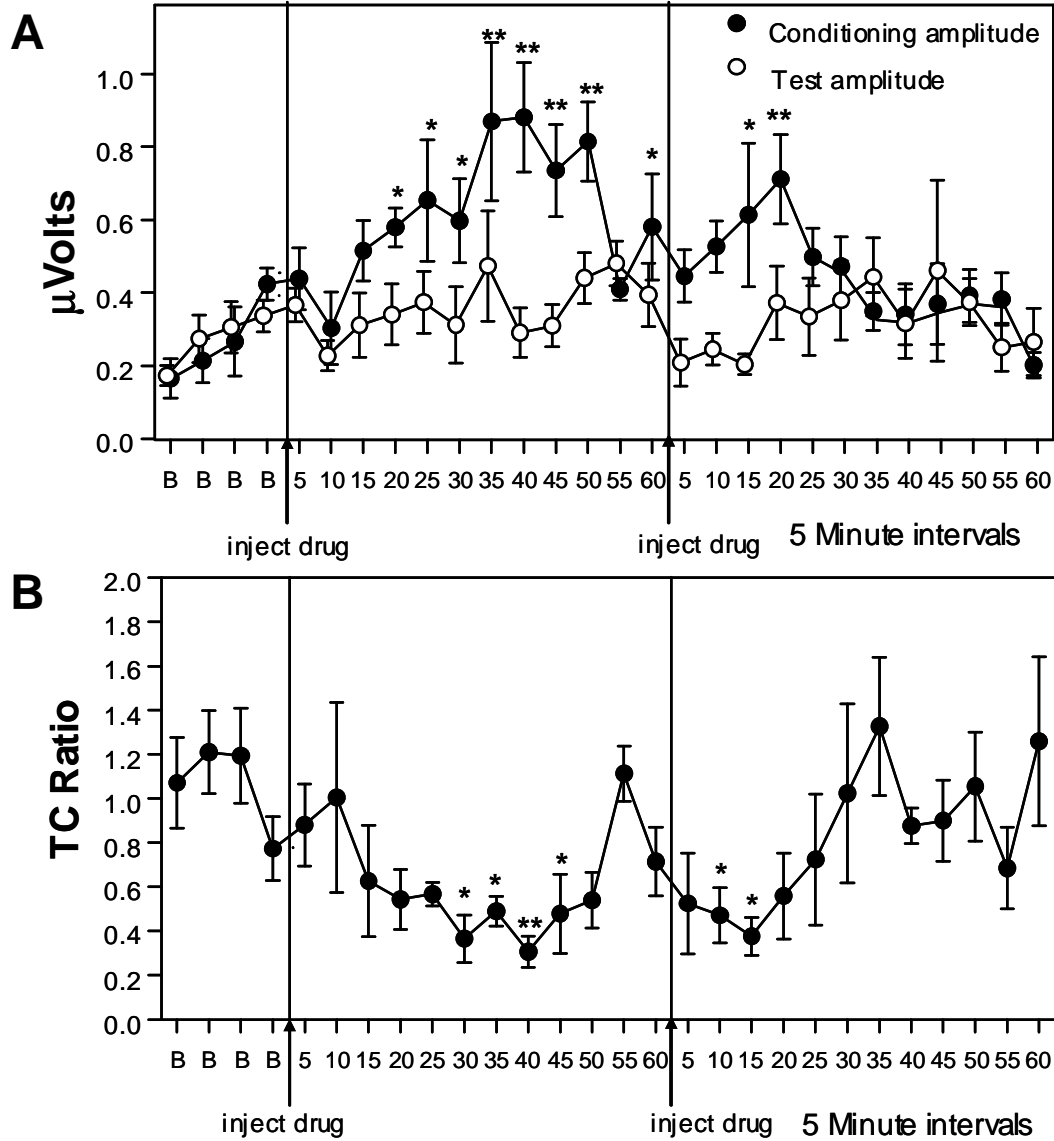 A
Conditioning amplitude
Test amplitude
µVolts
1.0
0.8
0.6
0.4
0.2
0.0
** ** ** ** * * * * * **
B B B B 5 10 15 20 25 30 35 40 45 50 55 60 5 10 15 20 25 30 35 40 45 50 55 60
inject drug inject drug 5 Minute intervals
B
TC Ratio
2.0
1.8
1.6
1.4
1.2
1.0
0.8
0.6
0.4
0.2
0.0
* * ** * * *
B B B B 5 10 15 20 25 30 35 40 45 50 55 60 5 10 15 20 25 30 35 40 45 50 55 60
inject drug inject drug 5 Minute intervals